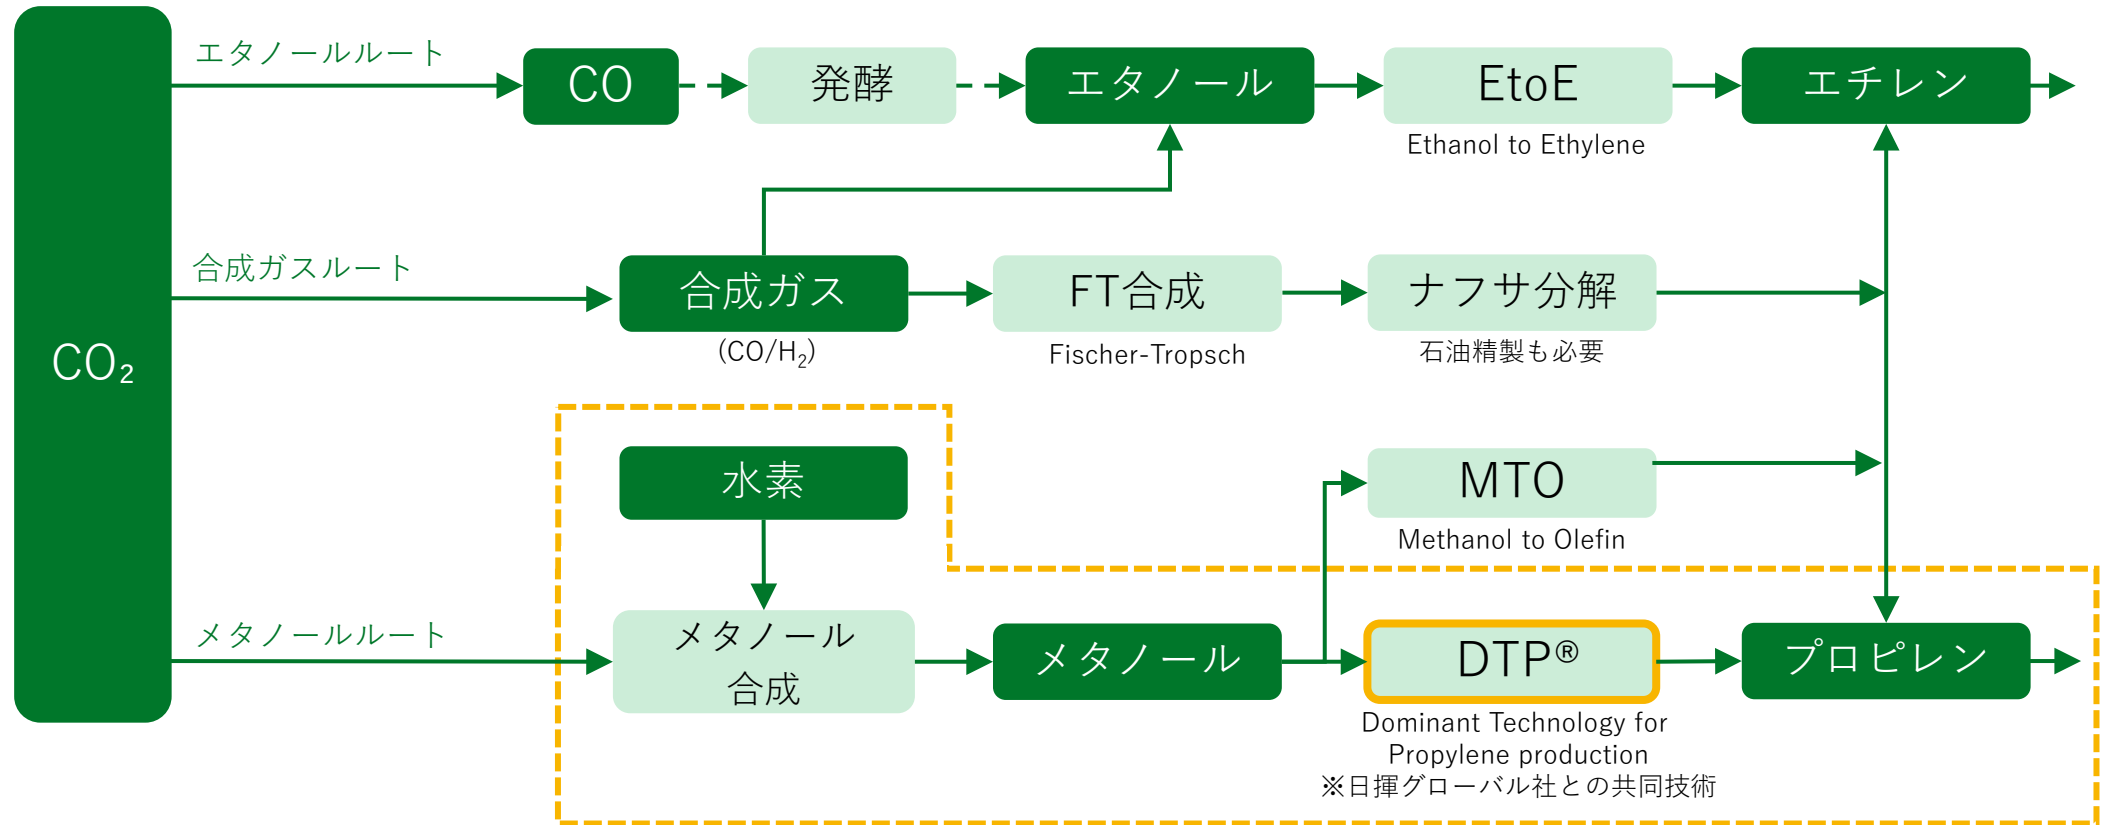 CO₂
エタノールルート
CO
発酵
エタノール
EtoE
Ethanol to Ethylene
エチレン
合成ガスルート
合成ガス
(CO/H₂)
FT合成
Fischer-Tropsch
ナフサ分解
石油精製も必要
水素
MTO
Methanol to Olefin
メタノールルート
メタノール
合成
メタノール
DTP®
Dominant Technology for
Propylene production
※日揮グローバル社との共同技術
プロピレン